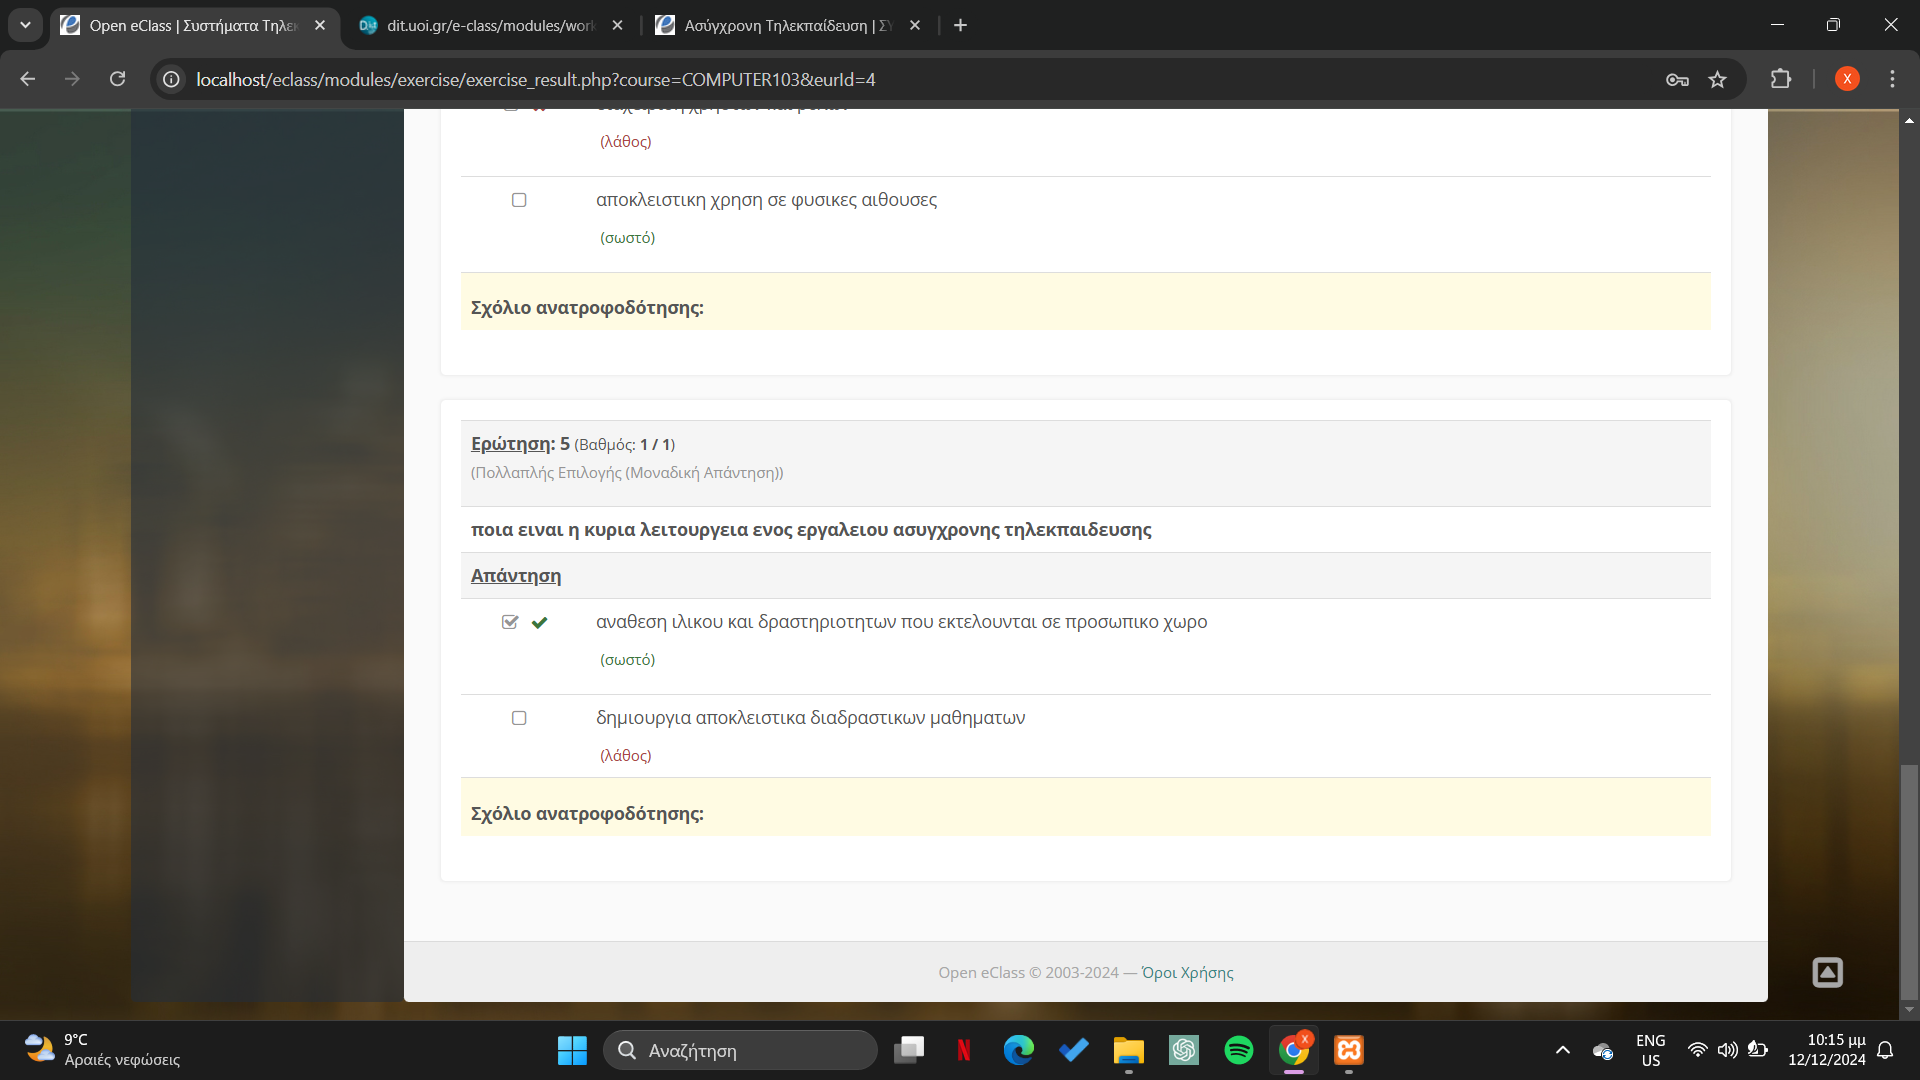 Open eClass | Συστήματα Τηλεκ
dit.uoi.gr/e-class/modules/work
Ασύγχρονη Τηλεκπαίδευση | ΣΥ
localhost/eclass/modules/exercise/exercise_result.php?course=COMPUTER103&eurId=4
X
(λάθος)
αποκλειστικη χρηση σε φυσικες αιθουσες
(σωστό)
Σχόλιο ανατροφοδότησης:
Ερώτηση: 5 (Βαθμός: 1 / 1)
(Πολλαπλής Επιλογής (Μοναδική Απάντηση))
ποια ειναι η κυρια λειτουργεια ενος εργαλειου ασυγχρονης τηλεκπαιδευσης
Απάντηση
αναθεση ιλικου και δραστηριοτητων που εκτελουνται σε προσωπικο χωρο
(σωστό)
δημιουργια αποκλειστικα διαδραστικων μαθηματων
(λάθος)
Σχόλιο ανατροφοδότησης:
Open eClass © 2003-2024 — Όροι Χρήσης
9°C
Αραιές νεφώσεις
Αναζήτηση
ENG
US
10:15 μμ
12/12/2024